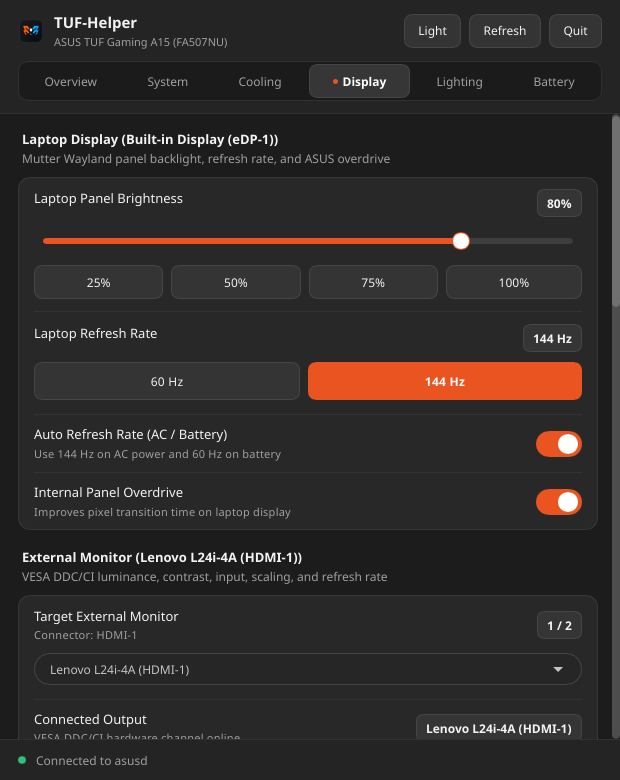 TUF-Helper
ASUS TUF Gaming A15 (FA507NU)
Light
Refresh
Quit
Overview
System
Cooling
Display
Lighting
Battery
Laptop Display (Built-in Display (eDP-1))
Mutter Wayland panel backlight, refresh rate, and ASUS overdrive
Laptop Panel Brightness
80%
25%
50%
75%
100%
Laptop Refresh Rate
144 Hz
60 Hz
144 Hz
Auto Refresh Rate (AC / Battery)
Use 144 Hz on AC power and 60 Hz on battery
Internal Panel Overdrive
Improves pixel transition time on laptop display
External Monitor (Lenovo L24i-4A (HDMI-1))
VESA DDC/CI luminance, contrast, input, scaling, and refresh rate
Target External Monitor
1 / 2
Connector: HDMI-1
Lenovo L24i-4A (HDMI-1)
Connected Output
Lenovo L24i-4A (HDMI-1)
VESA DDC/CI hardware channel online
Connected to asusd